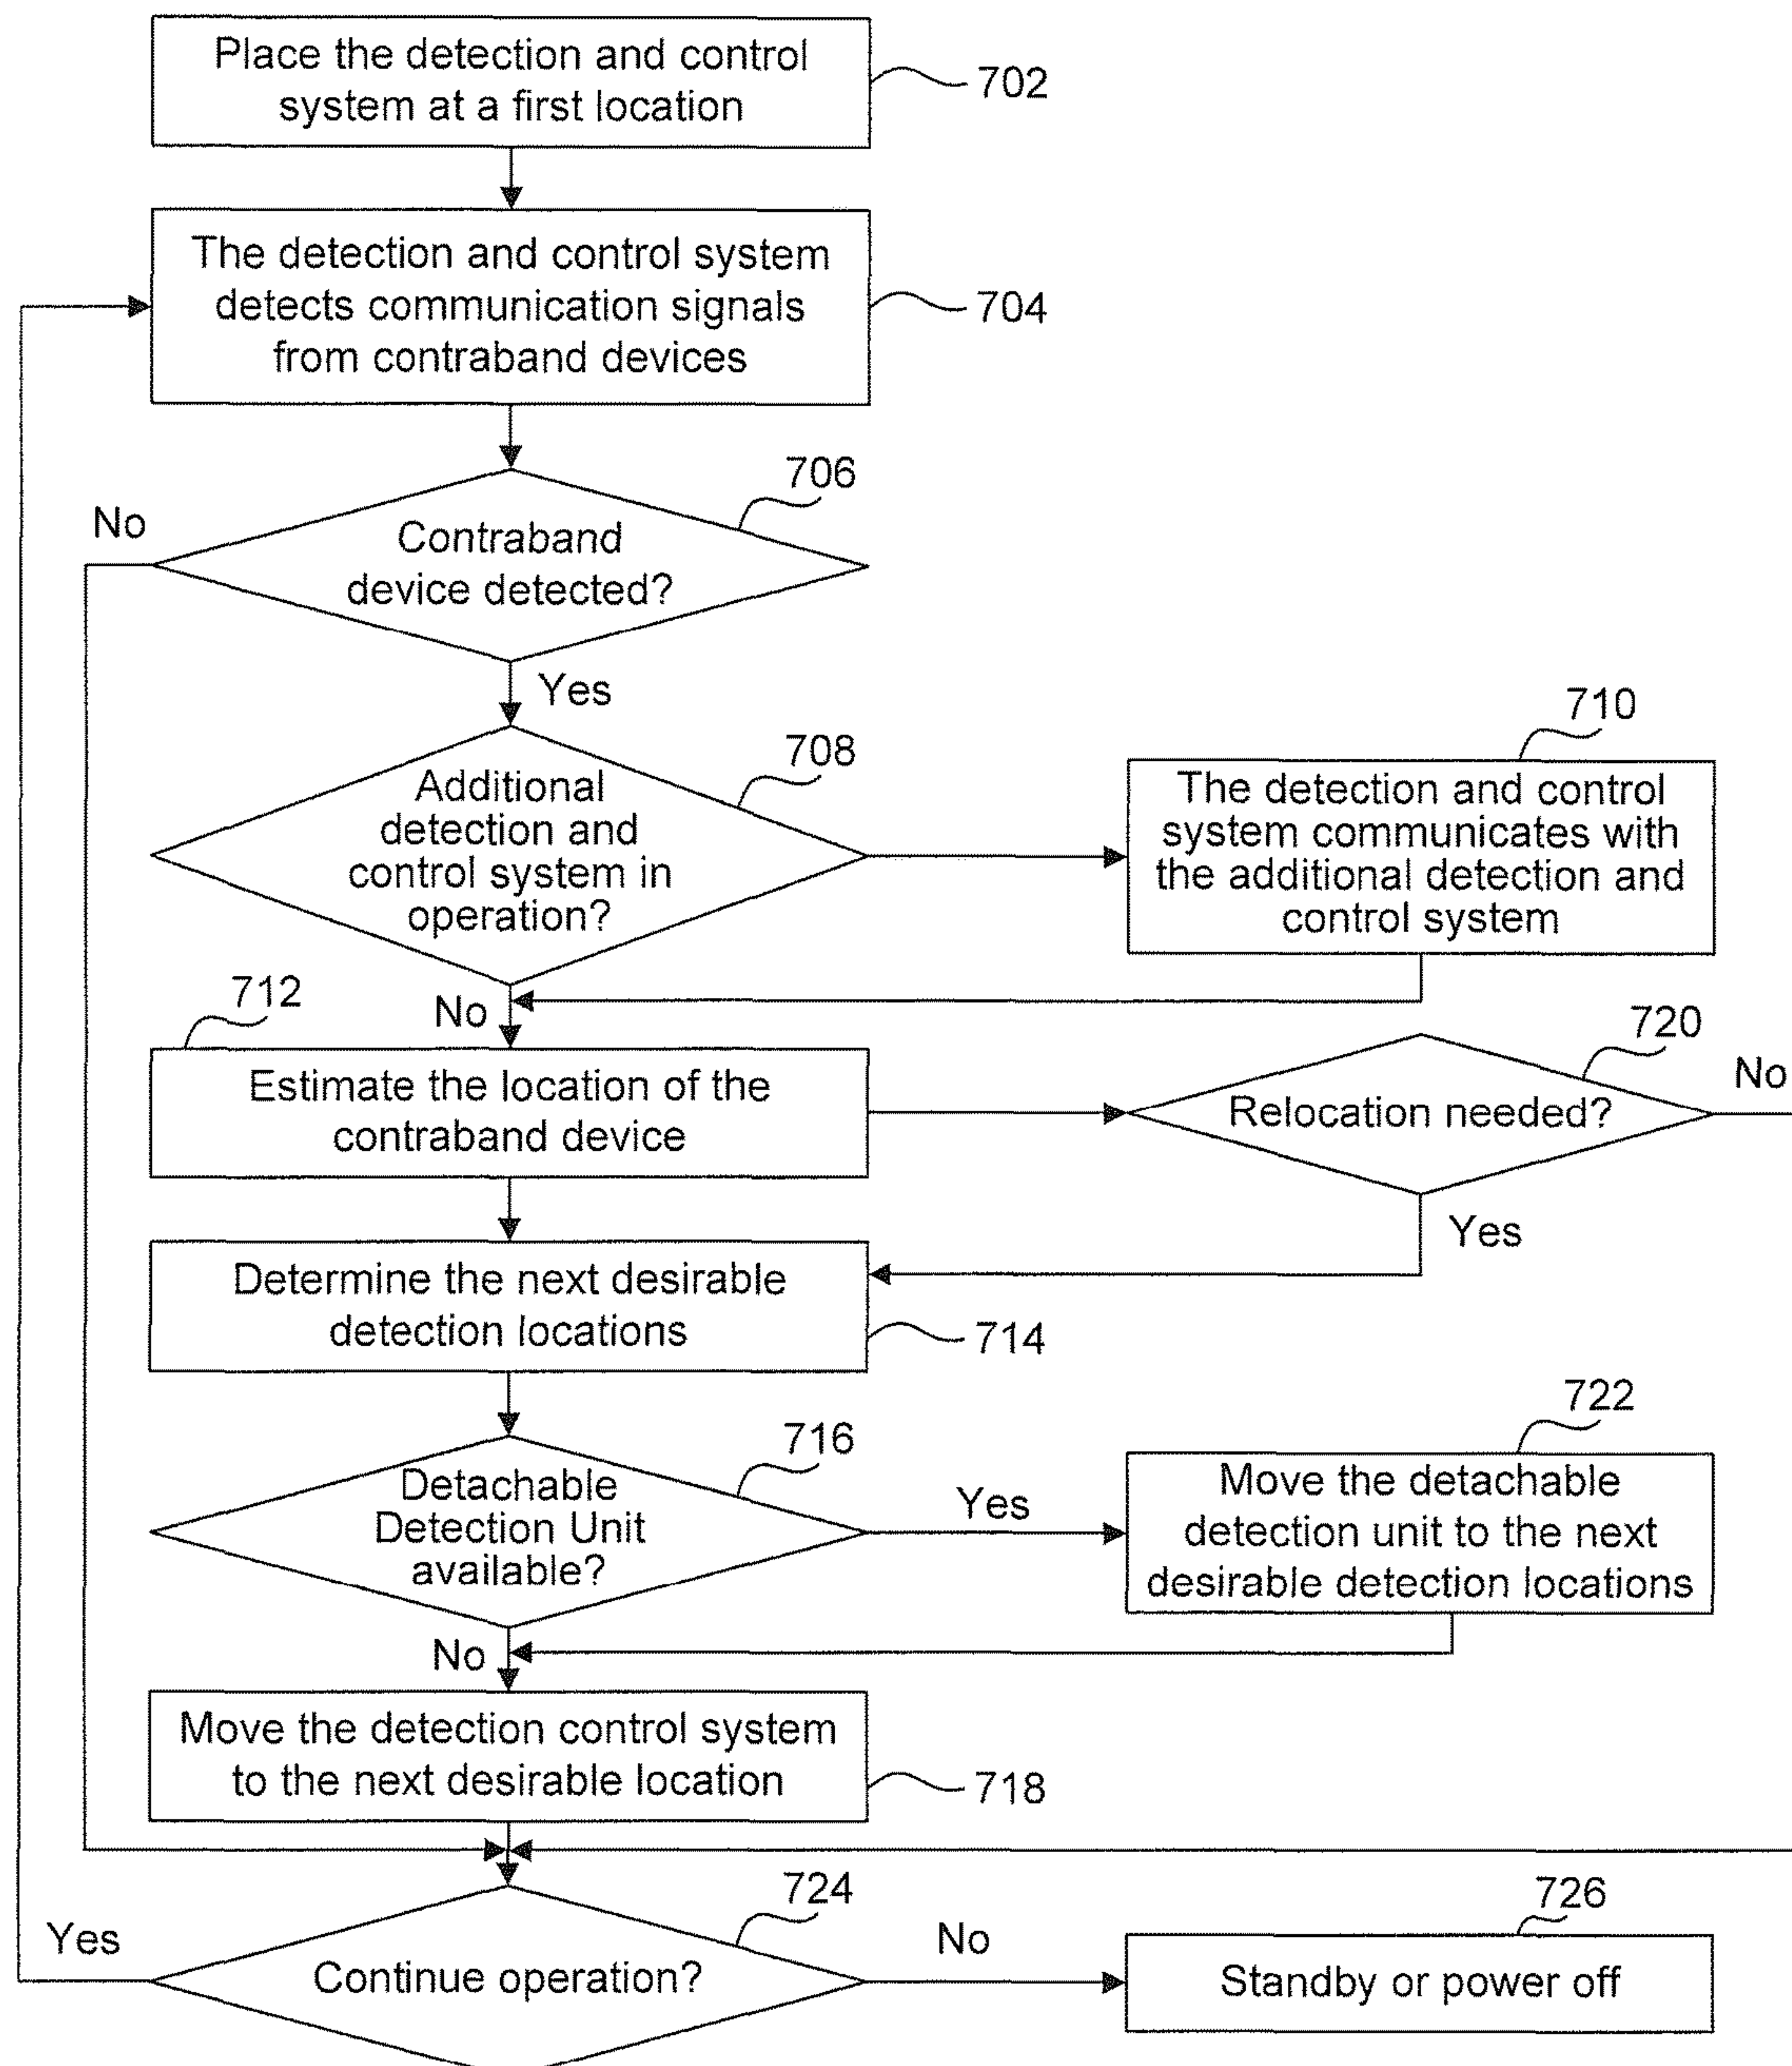 Place the detection and control
system at a first location
702
The detection and control system
detects communication signals
from contraband devices
704
706
No
Contraband
device detected?
Yes
708
Additional
detection and
control system in
operation?
710
The detection and control
system communicates with
the additional detection and
control system
712
No
Estimate the location of the
contraband device
720
No
Relocation needed?
Yes
Determine the next desirable
detection locations
714
716
Detachable
Detection Unit
available?
Yes
722
Move the detachable
detection unit to the next
desirable detection locations
No
Move the detection control system
to the next desirable location
718
724
Yes
Continue operation?
No
726
Standby or power off